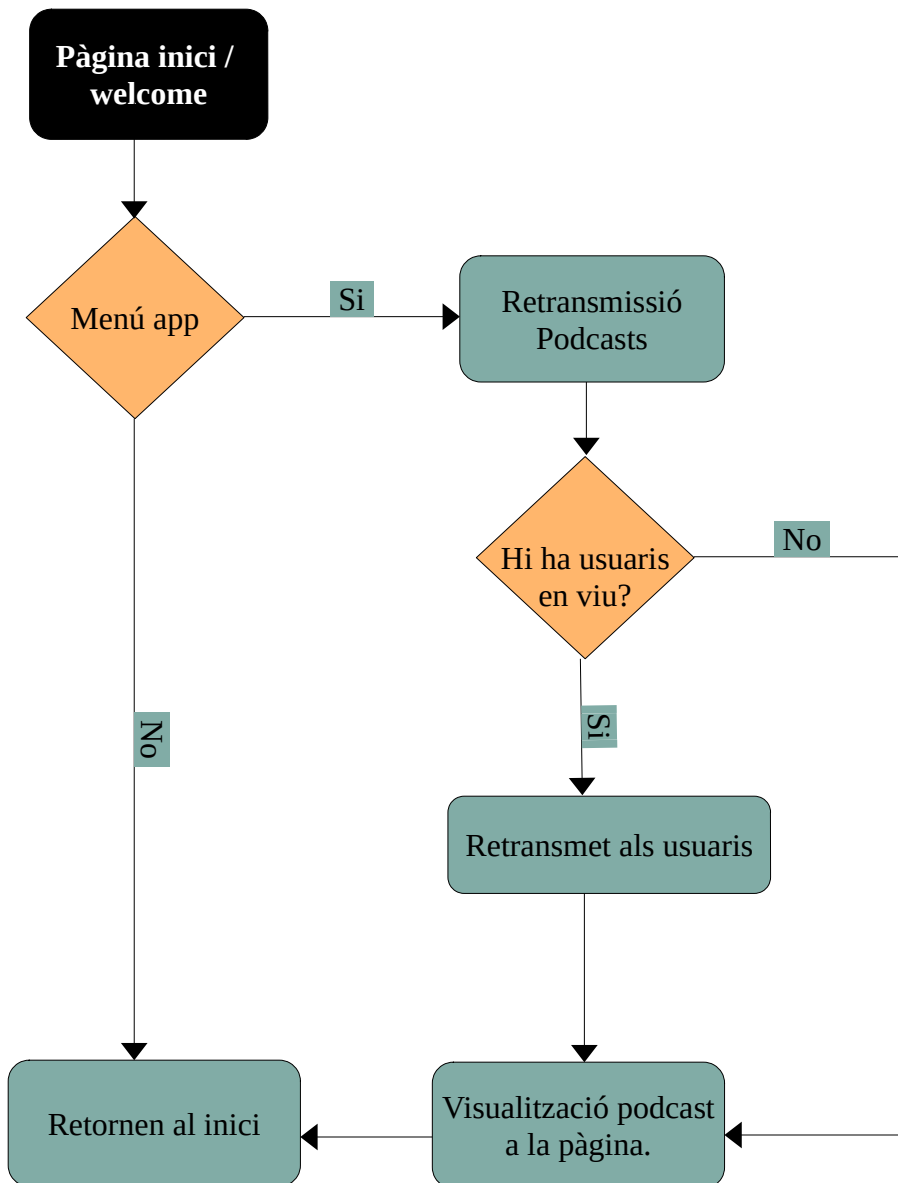 Pàgina inici /
welcome
Menú app
Si
Retransmissió
Podcasts
Hi ha usuaris
en viu?
No
Si
No
Retransmet als usuaris
Retornen al inici
Visualització podcast
a la pàgina.